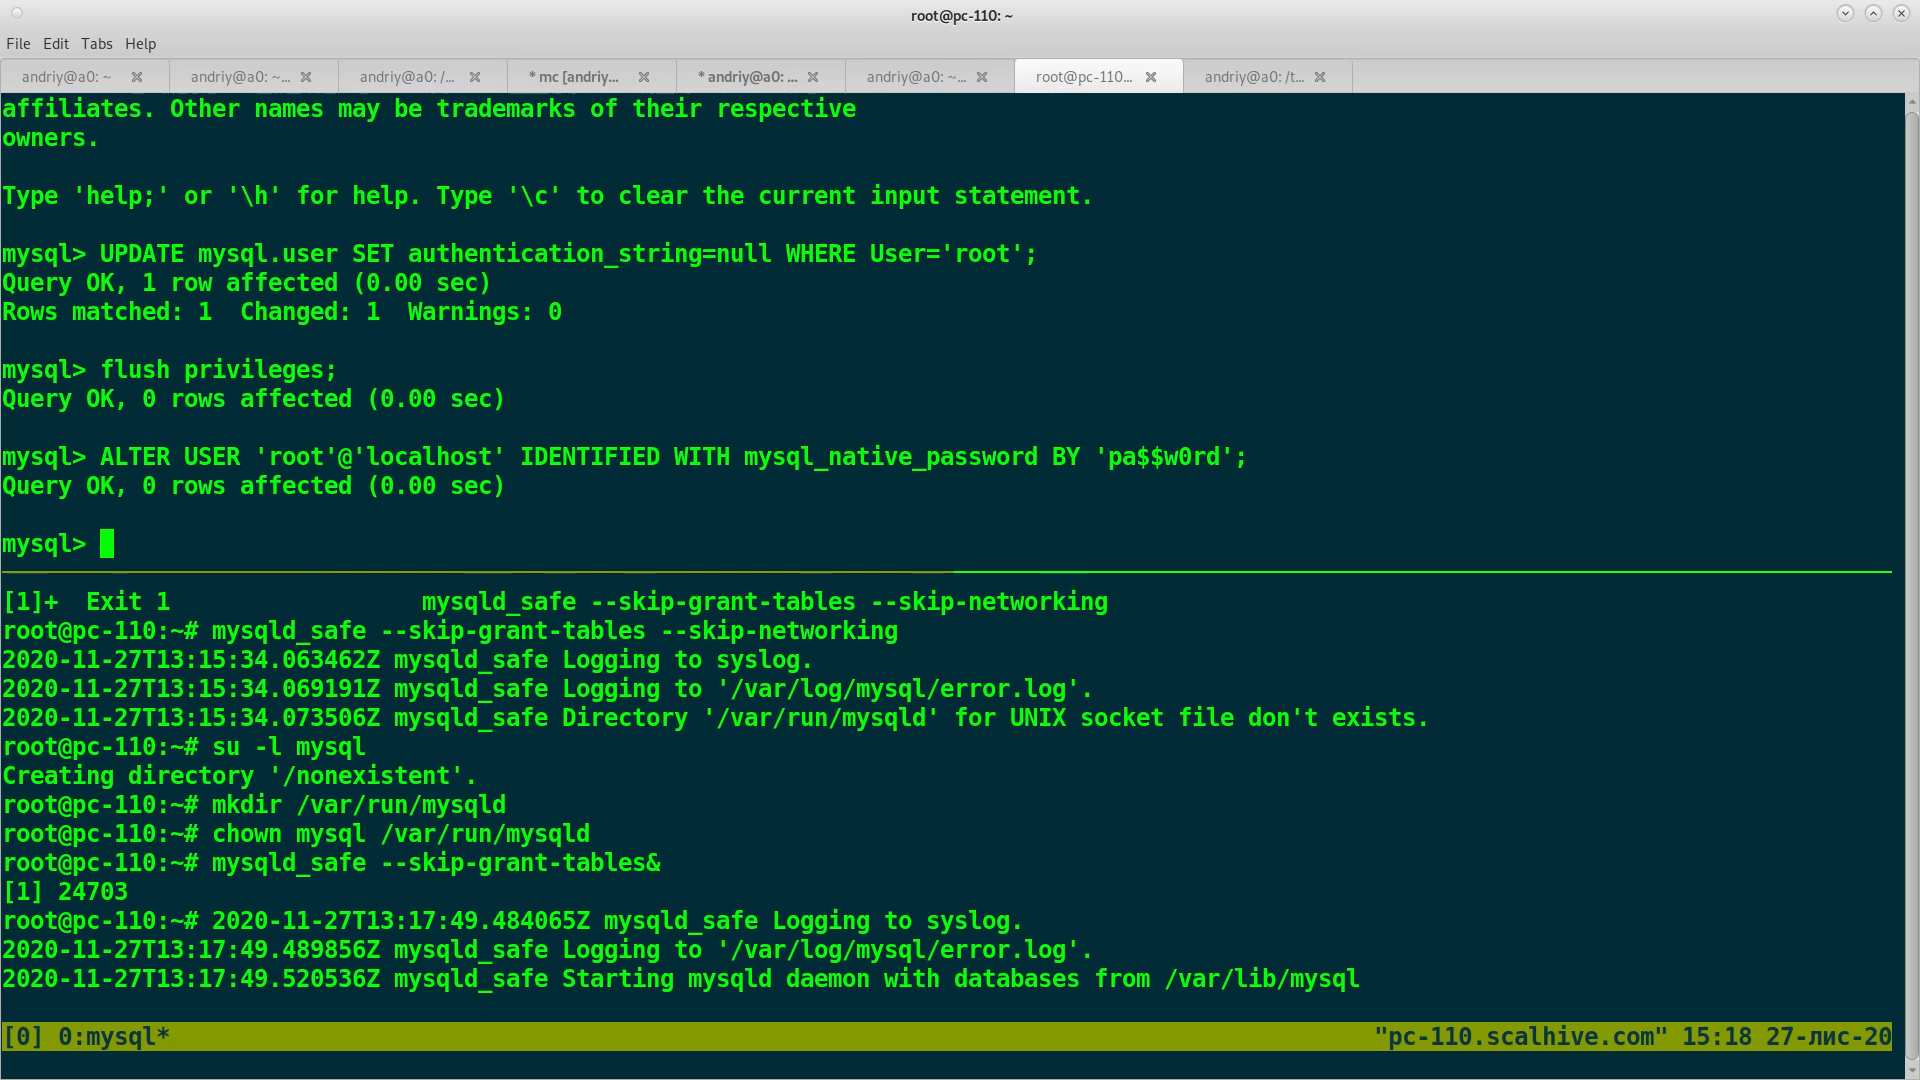 root@pc-110: ~
File Edit Tabs Help
andriy@a0: ~ andriy@a0: ~... andriy@a0: /... * mc [andriy... * andriy@a0: ... andriy@a0: ~... root@pc-110... andriy@a0: /t...
affiliates. Other names may be trademarks of their respective
owners.
Type 'help;' or '\h' for help. Type '\c' to clear the current input statement.
mysql> UPDATE mysql.user SET authentication_string=null WHERE User='root';
Query OK, 1 row affected (0.00 sec)
Rows matched: 1  Changed: 1  Warnings: 0
mysql> flush privileges;
Query OK, 0 rows affected (0.00 sec)
mysql> ALTER USER 'root'@'localhost' IDENTIFIED WITH mysql_native_password BY 'pa$$w0rd';
Query OK, 0 rows affected (0.00 sec)
mysql>
[1]+  Exit 1                  mysqld_safe --skip-grant-tables --skip-networking
root@pc-110:~# mysqld_safe --skip-grant-tables --skip-networking
2020-11-27T13:15:34.063462Z mysqld_safe Logging to syslog.
2020-11-27T13:15:34.069191Z mysqld_safe Logging to '/var/log/mysql/error.log'.
2020-11-27T13:15:34.073506Z mysqld_safe Directory '/var/run/mysqld' for UNIX socket file don't exists.
root@pc-110:~# su -l mysql
Creating directory '/nonexistent'.
root@pc-110:~# mkdir /var/run/mysqld
root@pc-110:~# chown mysql /var/run/mysqld
root@pc-110:~# mysqld_safe --skip-grant-tables&
[1] 24703
root@pc-110:~# 2020-11-27T13:17:49.484065Z mysqld_safe Logging to syslog.
2020-11-27T13:17:49.489856Z mysqld_safe Logging to '/var/log/mysql/error.log'.
2020-11-27T13:17:49.520536Z mysqld_safe Starting mysqld daemon with databases from /var/lib/mysql
[0] 0:mysql* "pc-110.scalhive.com" 15:18 27-лис-20